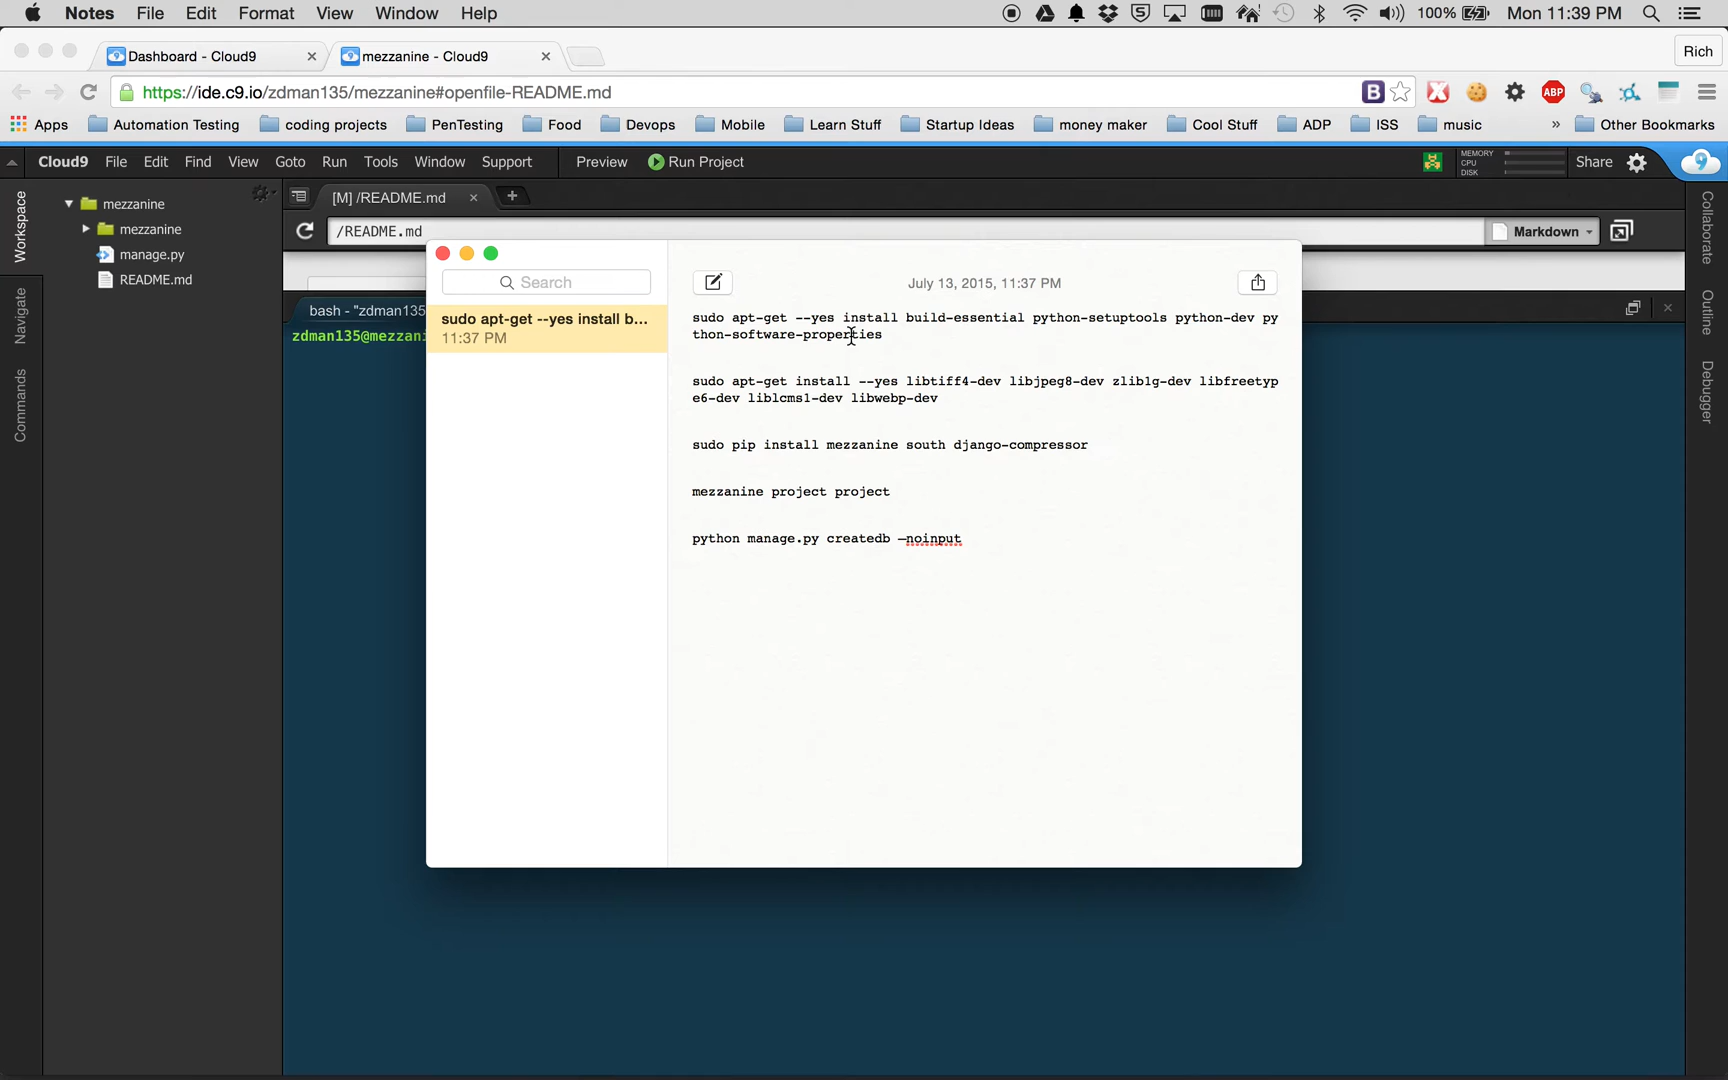 Notes File Edit Format View Window Help 100% Mon 11:39 PM
Dashboard - Cloud9 mezzanine - Cloud9 Rich
https://ide.c9.io/zdman135/mezzanine#openfile-README.md B ABP
Apps Automation Testing coding projects PenTesting Food Devops Mobile Learn Stuff Startup Ideas money maker Cool Stuff ADP ISS music » Other Bookmarks
Cloud9 File Edit Find View Goto Run Tools Window Support Preview Run Project MEMORY CPU DISK Share
Workspace
Navigate
Commands
mezzanine
mezzanine
manage.py
README.md
[M] /README.md
/README.md Markdown
bash - "zdman135
zdman135@mezzani
Search
sudo apt-get --yes install b...
11:37 PM
July 13, 2015, 11:37 PM
sudo apt-get --yes install build-essential python-setuptools python-dev py
thon-software-properties
sudo apt-get install --yes libtiff4-dev libjpeg8-dev zlib1g-dev libfreetyp
e6-dev liblcms1-dev libwebp-dev
sudo pip install mezzanine south django-compressor
mezzanine project project
python manage.py createdb —noinput
Collaborate
Outline
Debugger